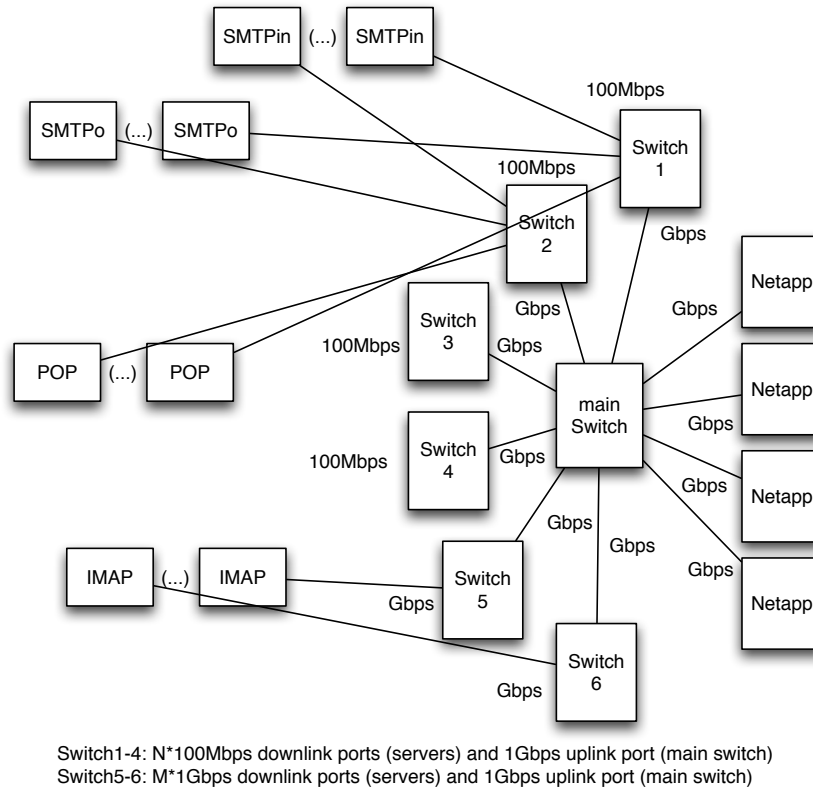 SMTPin (...) SMTPin
100Mbps
SMTPo (...) SMTPo
Switch
1
100Mbps
Switch
2
Gbps
Gbps
Netapp
Gbps
Switch
3
Gbps
100Mbps
POP (...) POP
Netapp
main
Switch
Gbps
Switch
4
Gbps
100Mbps
Netapp
Gbps
Gbps
Gbps
Gbps
IMAP (...) IMAP
Switch
5
Gbps
Netapp
Switch
6
Gbps
Switch1-4: N*100Mbps downlink ports (servers) and 1Gbps uplink port (main switch)
Switch5-6: M*1Gbps downlink ports (servers) and 1Gbps uplink port (main switch)